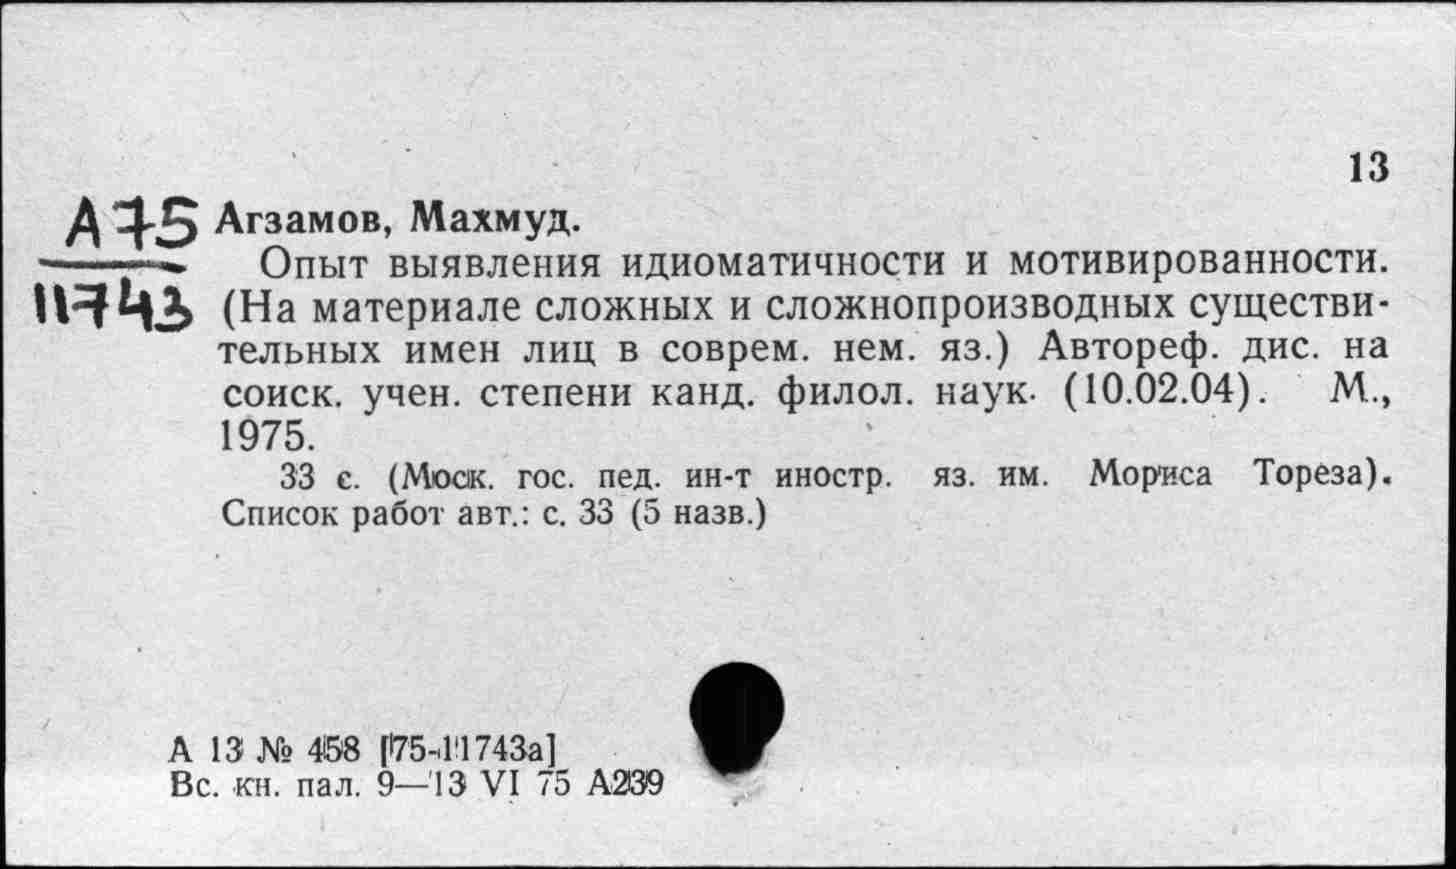 13
А75 Агзамов, Махмуд.
Опыт выявления идиоматичности и мотивированности.
11743 (На материале сложных и сложнопроизводных существи-
тельных имен лиц в соврем. нем. яз.) Автореф. дис. на
соиск. учен. степени канд. филол. наук. (10.02.04). М.,
1975.
33 с. (Моск. гос. пед. ин-т иностр. яз. им. Мориса Тореза).
Список работ авт.: с. 33 (5 назв.)
А 13 № 458 [75-11743а]
Вс. кн. пал. 9—13 VI 75 А239